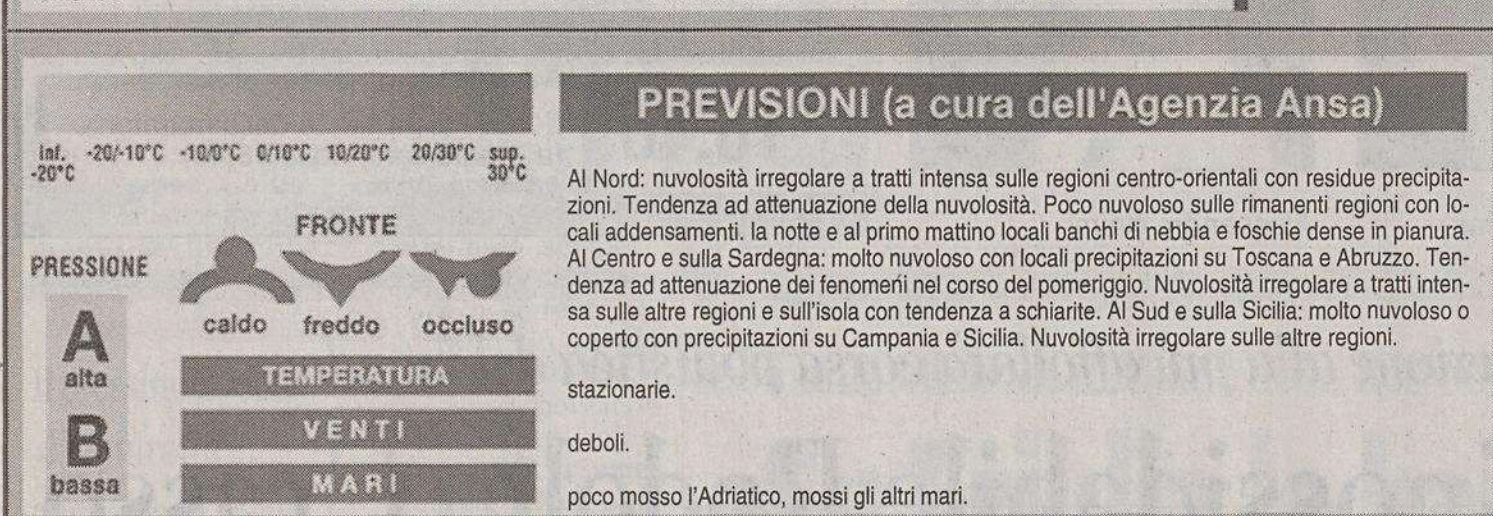 Inf. -20/-10°C -10/0°C 0/10°C 10/20°C 20/30°C sup.
-20°C 30°C
FRONTE
PRESSIONE
caldo freddo occluso
A
alta
B
bassa
PREVISIONI (a cura dell'Agenzia Ansa)
Al Nord: nuvolosità irregolare a tratti intensa sulle regioni centro-orientali con residue precipita-
zioni. Tendenza ad attenuazione della nuvolosità. Poco nuvoloso sulle rimanenti regioni con lo-
cali addensamenti. la notte e al primo mattino locali banchi di nebbia e foschie dense in pianura.
Al Centro e sulla Sardegna: molto nuvoloso con locali precipitazioni su Toscana e Abruzzo. Ten-
denza ad attenuazione dei fenomeni nel corso del pomeriggio. Nuvolosità irregolare a tratti inten-
sa sulle altre regioni e sull'isola con tendenza a schiarite. Al Sud e sulla Sicilia: molto nuvoloso o
coperto con precipitazioni su Campania e Sicilia. Nuvolosità irregolare sulle altre regioni.
TEMPERATURA stazionarie.
VENTI deboli.
MARI poco mosso l'Adriatico, mossi gli altri mari.